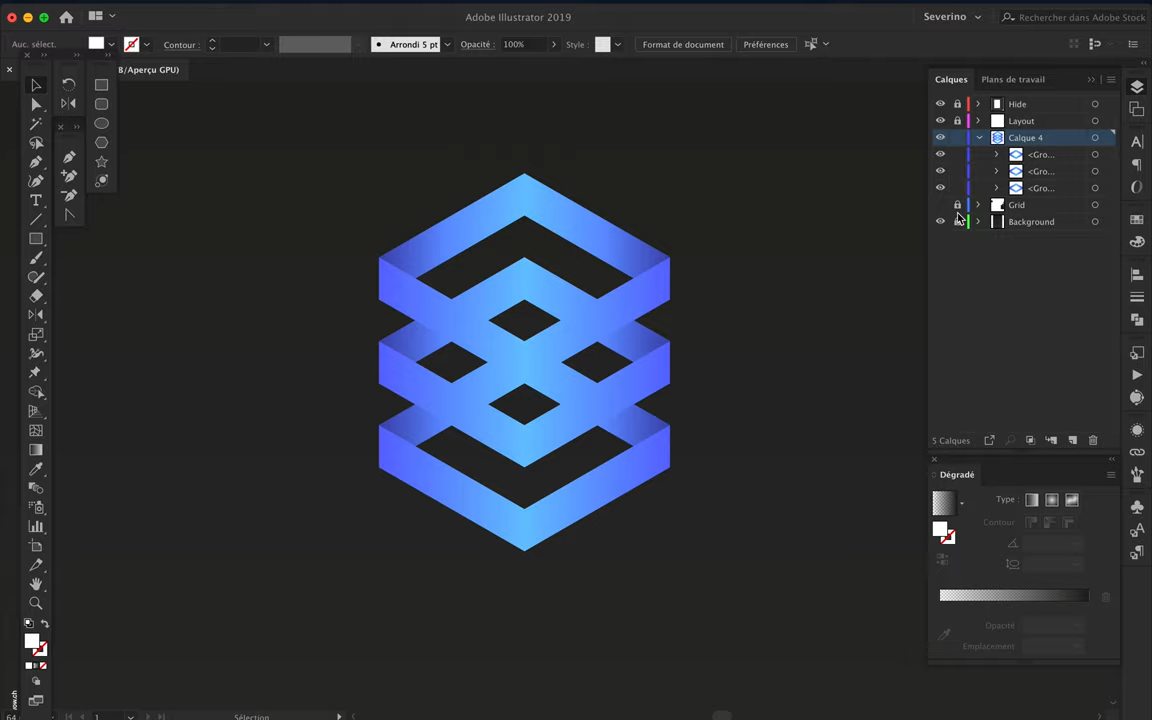 Adobe Illustrator 2019
Severino
Rechercher dans Adobe Stock
Auc. sélect.
Contour :
Arrondi 5 pt
Opacité :
100%
Style :
Format de document
Préférences
B/Aperçu GPU)
Calques
Plans de travail
Hide
Layout
Calque 4
<Gro...
<Gro...
<Gro...
Grid
Background
5 Calques
Dégradé
Type :
Contour :
Opacité :
Emplacement :
64
1
Sélection